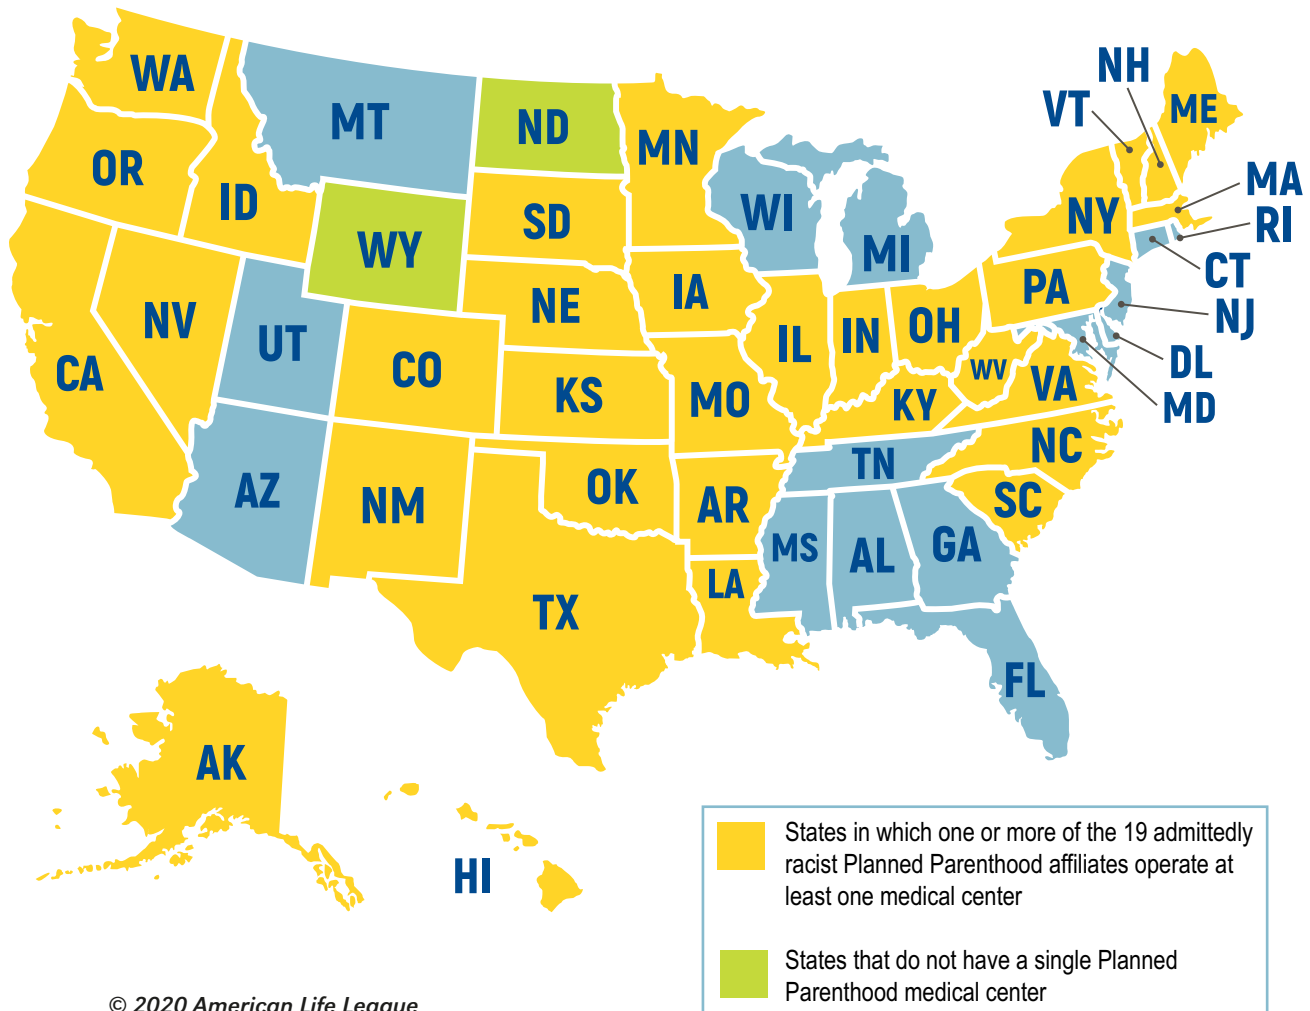 WA
MT
ND
MN
OR
ID
SD
WY
WI
MI
NH
VT
ME
MA
NY
RI
CT
NJ
DL
MD
NV
UT
CA
CO
NE
IA
IL
IN
OH
PA
WV
VA
KS
MO
KY
NC
TN
SC
AZ
NM
OK
AR
MS
AL
GA
LA
TX
FL
AK
HI
States in which one or more of the 19 admittedly
racist Planned Parenthood affiliates operate at
least one medical center
States that do not have a single Planned
Parenthood medical center
© 2020 American Life League